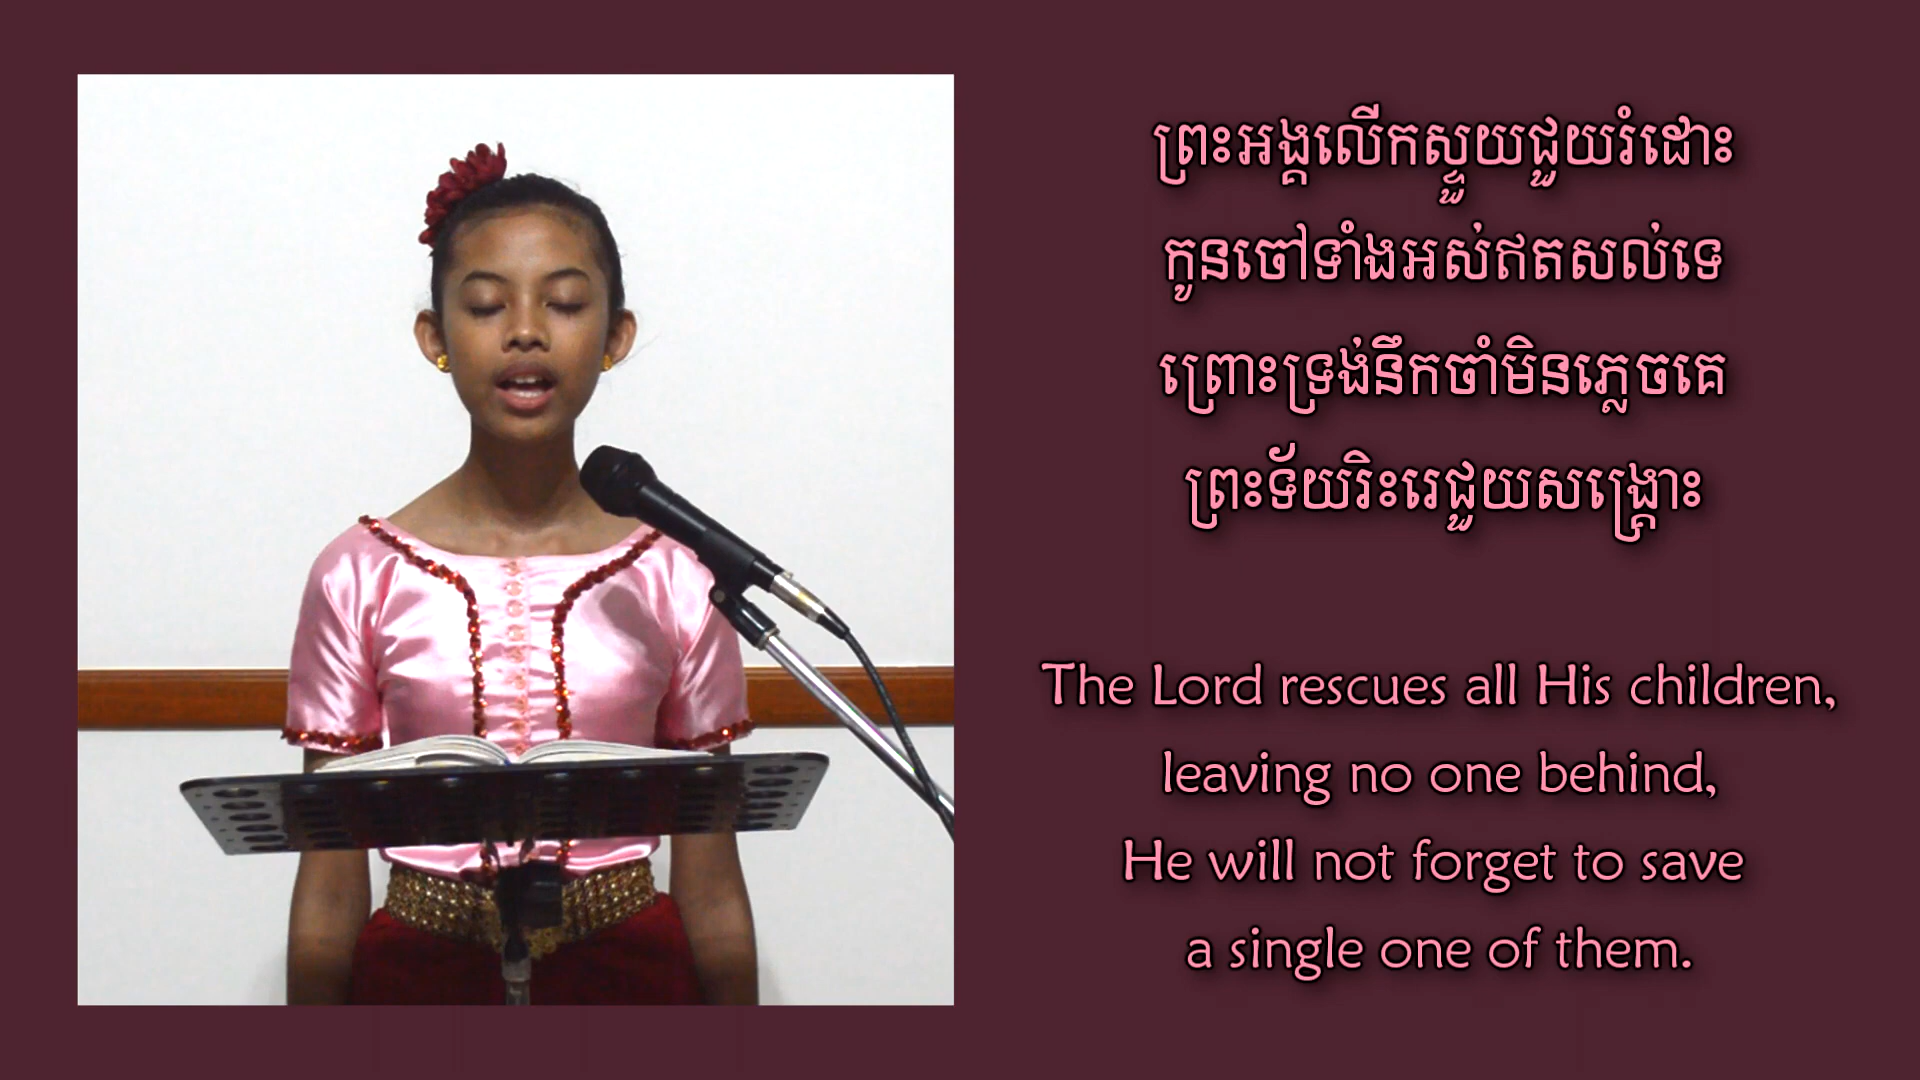 ព្រះអង្គលើកស្ទួយជួយរំដោះ
កូនចៅទាំងអស់ឥតសល់ទេ
ព្រោះទ្រង់នឹកចាំមិនភ្លេចគេ
ព្រះទ័យរិះរេជួយសង្គ្រោះ
The Lord rescues all His children,
leaving no one behind,
He will not forget to save
a single one of them.